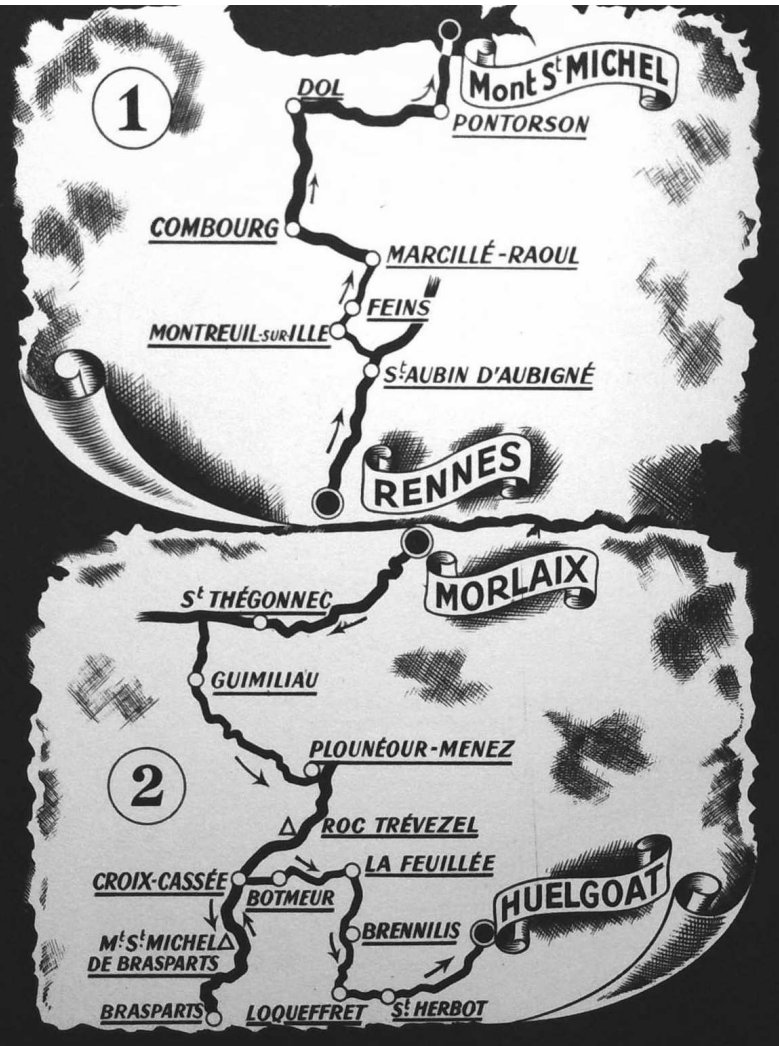 1
Mont St MICHEL
DOL
PONTORSON
COMBOURG
MARCILLÉ-RAOUL
FEINS
MONTREUIL-SUR-ILLE
St AUBIN D'AUBIGNÉ
RENNES
MORLAIX
St THÉGONNEC
GUIMILIAU
PLOUNÉOUR-MENEZ
2
ROC TRÉVEZEL
LA FEUILLÉE
CROIX-CASSÉE
BOTMEUR
HUELGOAT
BRENNILIS
Mt St MICHEL
DE BRASPARTS
BRASPARTS
LOQUEFFRET
St HERBOT